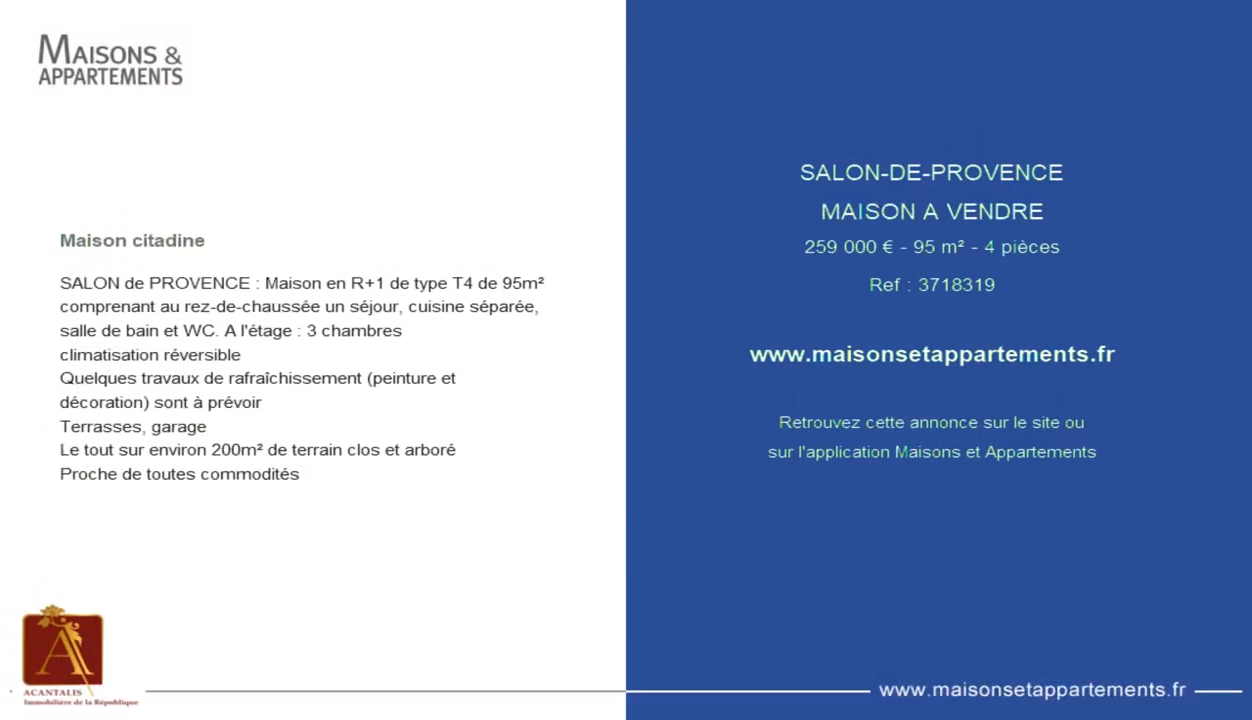 MAISONS &
APPARTEMENTS
Maison citadine
SALON de PROVENCE : Maison en R+1 de type T4 de 95m²
comprenant au rez-de-chaussée un séjour, cuisine séparée,
salle de bain et WC. A l'étage : 3 chambres
climatisation réversible
Quelques travaux de rafraîchissement (peinture et
décoration) sont à prévoir
Terrasses, garage
Le tout sur environ 200m² de terrain clos et arboré
Proche de toutes commodités
A
ACANTALIS
Immobilière de la République
SALON-DE-PROVENCE
MAISON A VENDRE
259 000 € - 95 m² - 4 pièces
Ref : 3718319
www.maisonsetappartements.fr
Retrouvez cette annonce sur le site ou
sur l'application Maisons et Appartements
www.maisonsetappartements.fr